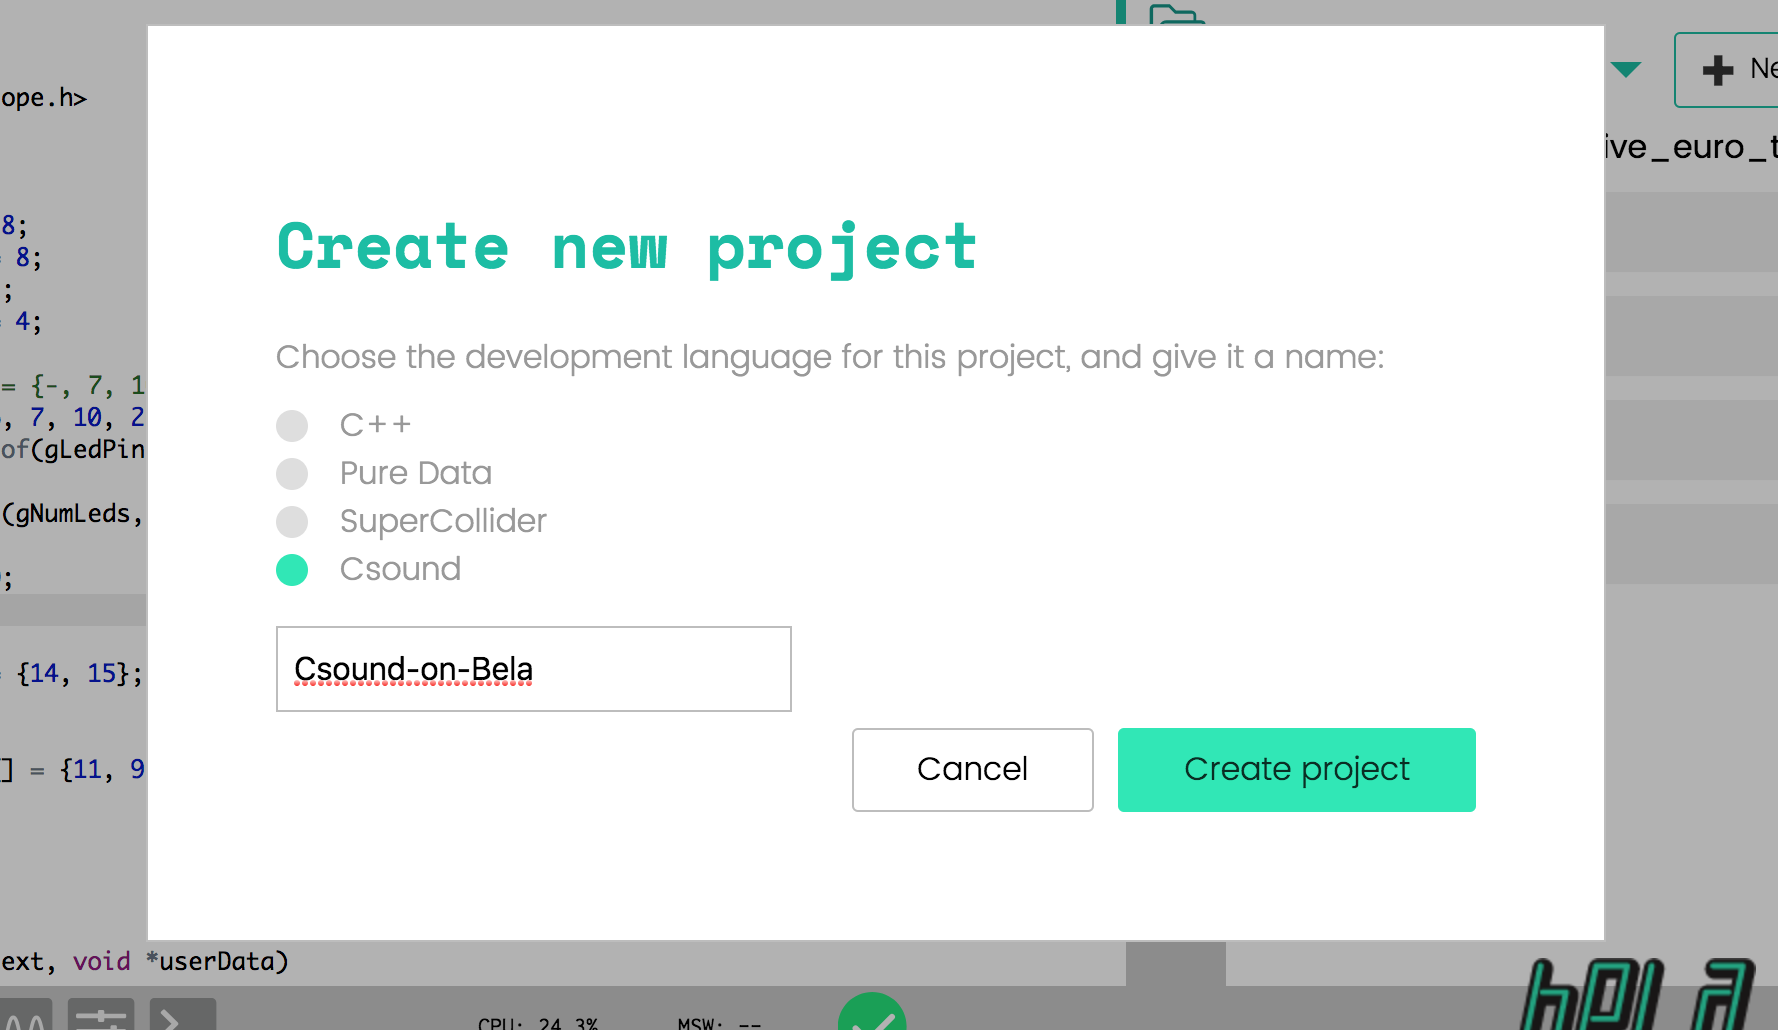 ope.h>
Ne
ive_euro_t
8;
= 8;
;
= 4;
= {-, 7, 1
, 7, 10, 2
of(gLedPin
(gNumLeds,
;
= {14, 15};
[] = {11, 9
ext, void *userData)
Create new project
Choose the development language for this project, and give it a name:
C++
Pure Data
SuperCollider
Csound
Csound-on-Bela
Cancel
Create project
CPU: 24.3%
MSW: --
bela